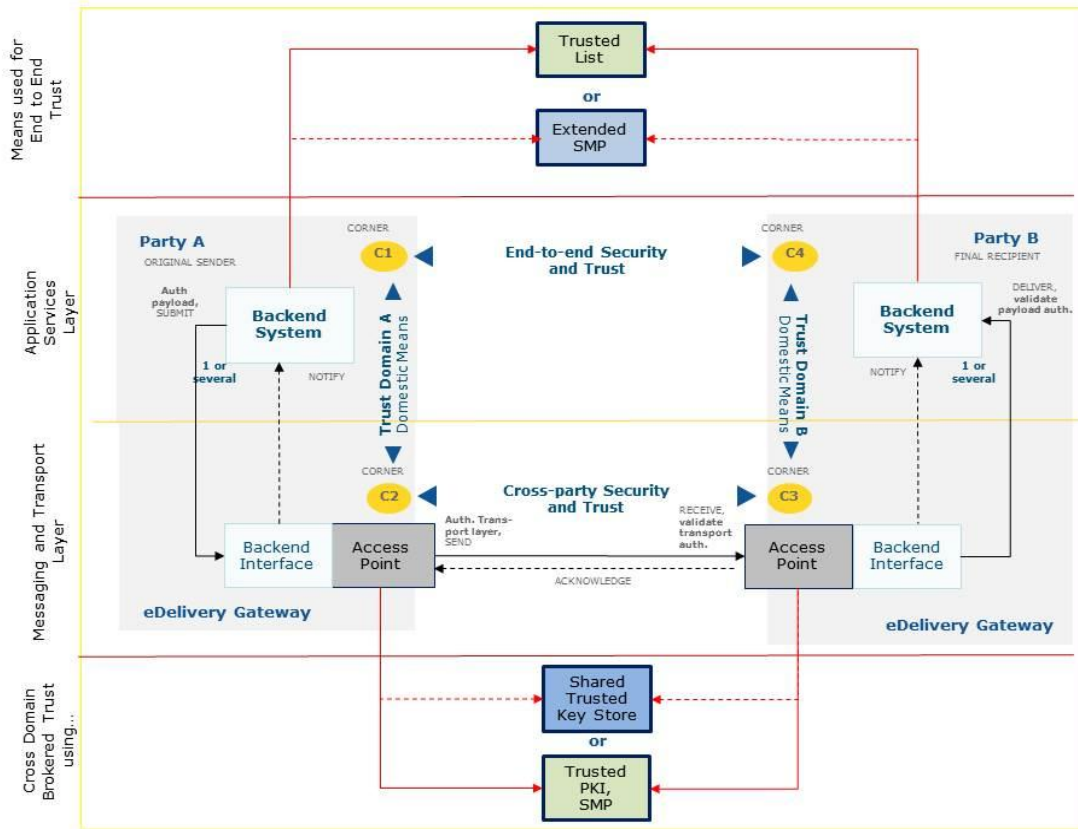 Means used for
End to End
Trust
Trusted
List
or
Extended
SMP
Application
Services
Layer
Party A
ORIGINAL SENDER
CORNER
C1
End-to-end Security
and Trust
CORNER
C4
Party B
FINAL RECIPIENT
Auth
payload,
SUBMIT
Backend
System
1 or
several
NOTIFY
Trust Domain A
Domestic Means
Trust Domain B
Domestic Means
Backend
System
DELIVER,
validate
payload auth.
NOTIFY
1 or
several
Messaging and Transport
Layer
CORNER
C2
Cross-party Security
and Trust
CORNER
C3
Backend
Interface
Access
Point
Auth. Trans-
port layer,
SEND
RECEIVE,
validate
transport
auth.
ACKNOWLEDGE
Access
Point
Backend
Interface
eDelivery Gateway
eDelivery Gateway
Cross Domain
Brokered Trust
using...
Shared
Trusted
Key Store
or
Trusted
PKI,
SMP